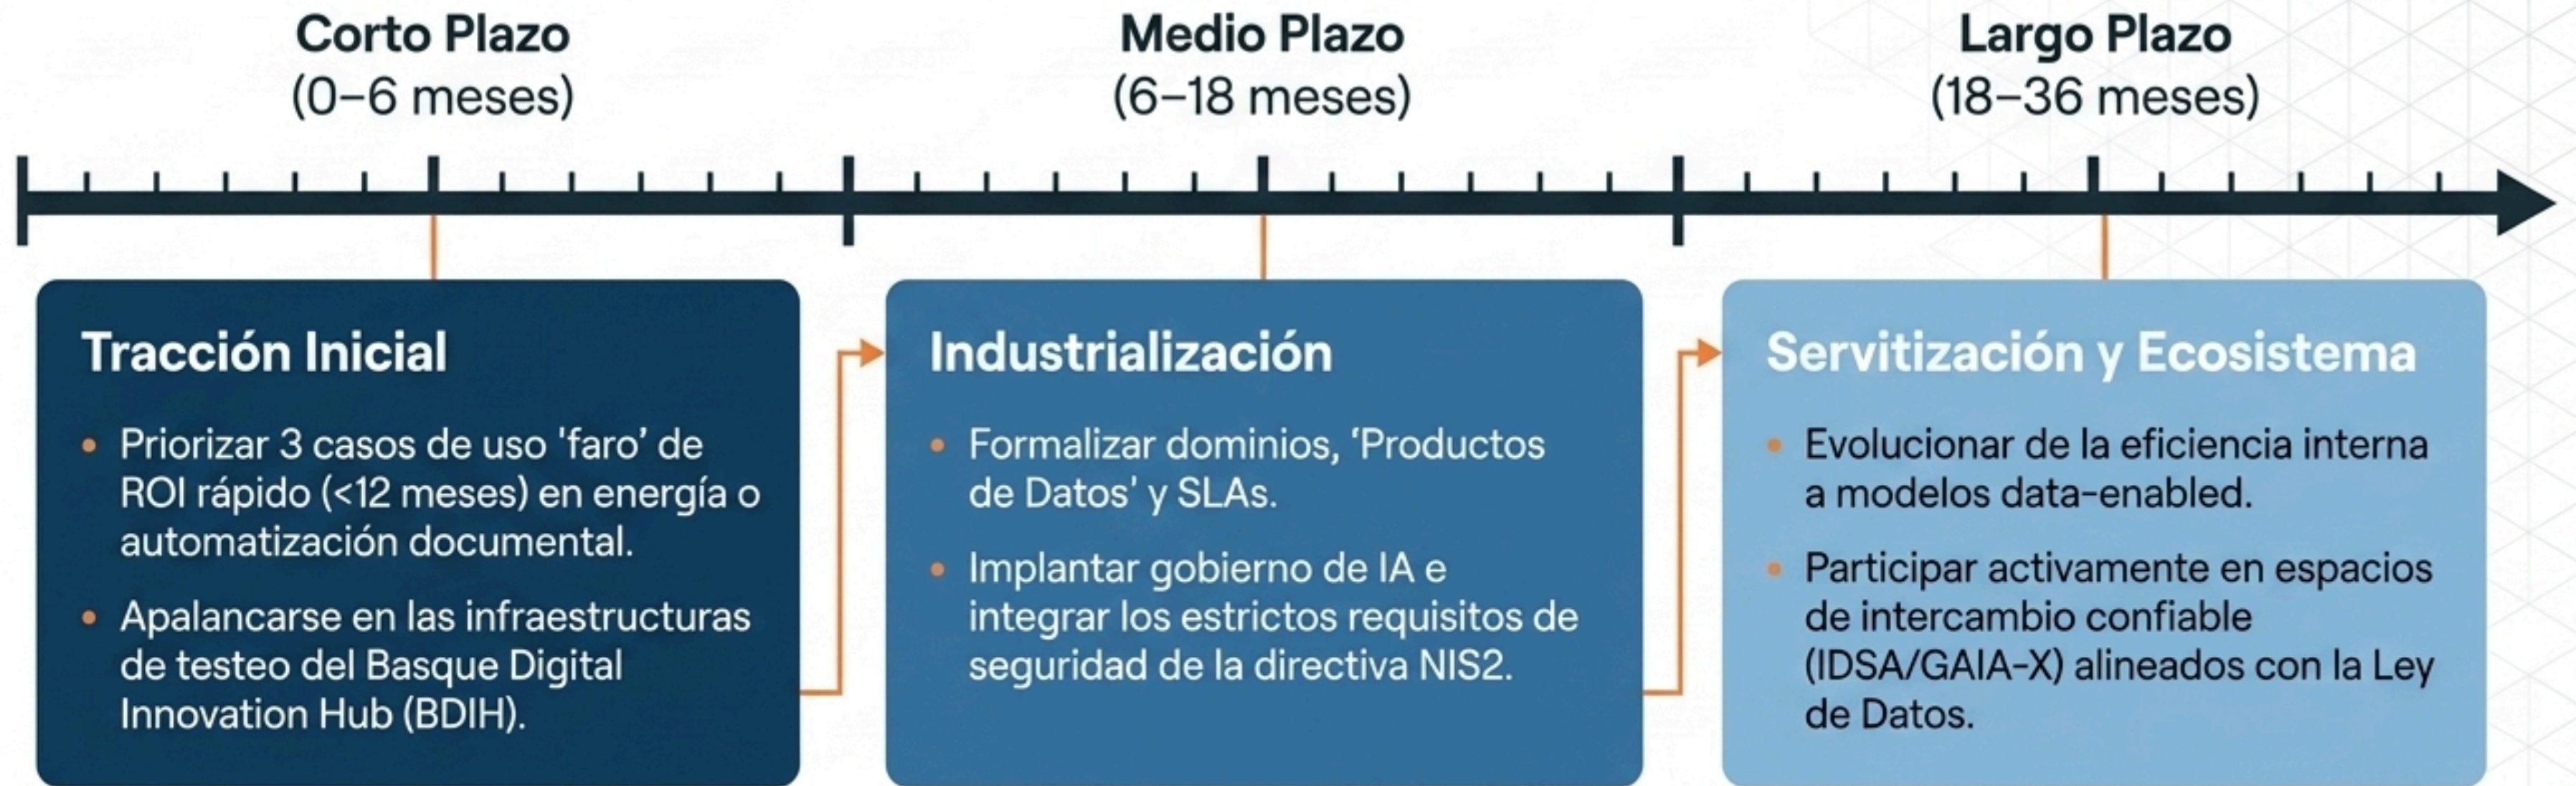 Corto Plazo
(0–6 meses)
Medio Plazo
(6–18 meses)
Largo Plazo
(18–36 meses)
Tracción Inicial
• Priorizar 3 casos de uso 'faro’ de
ROI rápido (<12 meses) en energía o
automatización documental.
• Apalancarse en las infraestructuras
de testeo del Basque Digital
Innovation Hub (BDIH).
Industrialización
• Formalizar dominios, ‘Productos
de Datos’ y SLAs.
• Implantar gobierno de IA e
integrar los estrictos requisitos de
seguridad de la directiva NIS2.
Servitización y Ecosistema
• Evolucionar de la eficiencia interna
a modelos data-enabled.
• Participar activamente en espacios
de intercambio confiable
(IDSA/GAIA-X) alineados con la Ley
de Datos.